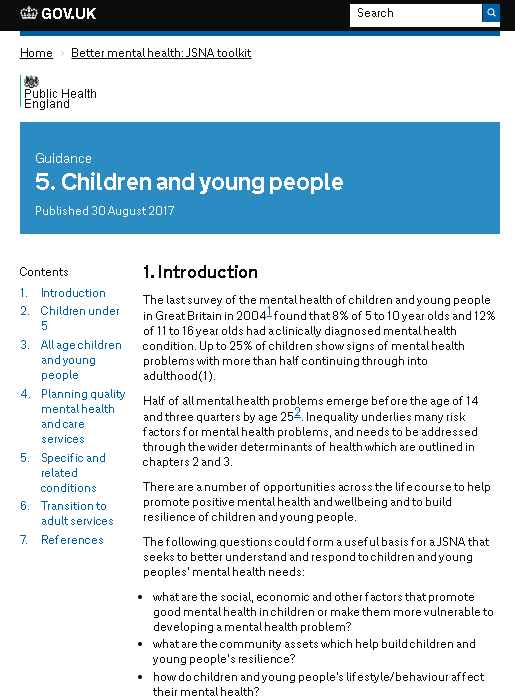 GOV.UK
Search
Home > Better mental health: JSNA toolkit
Public Health
England
Guidance
5. Children and young people
Published 30 August 2017
Contents
1. Introduction
2. Children under
5
3. All age children
and young
people
4. Planning quality
mental health
and care
services
5. Specific and
related
conditions
6. Transition to
adult services
7. References
1. Introduction
The last survey of the mental health of children and young people
in Great Britain in 2004¹ found that 8% of 5 to 10 year olds and 12%
of 11 to 16 year olds had a clinically diagnosed mental health
condition. Up to 25% of children show signs of mental health
problems with more than half continuing through into
adulthood(1).
Half of all mental health problems emerge before the age of 14
and three quarters by age 25². Inequality underlies many risk
factors for mental health problems, and needs to be addressed
through the wider determinants of health which are outlined in
chapters 2 and 3.
There are a number of opportunities across the life course to help
promote positive mental health and wellbeing and to build
resilience of children and young people.
The following questions could form a useful basis for a JSNA that
seeks to better understand and respond to children and young
peoples' mental health needs:
• what are the social, economic and other factors that promote
good mental health in children or make them more vulnerable to
developing a mental health problem?
• what are the community assets which help build children and
young people's resilience?
• how do children and young people's lifestyle/behaviour affect
their mental health?